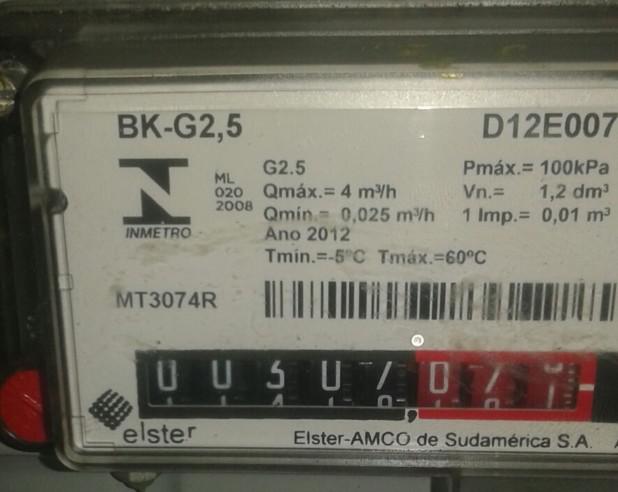 BK-G2,5 D12E007
ML
020
2008
G2.5
Qmáx.= 4 m³/h
Qmín.= 0,025 m³/h
Ano 2012
Tmín.=-5°C Tmáx.=60ºC
Pmáx.= 100kPa
Vn.= 1,2 dm³
1 Imp.= 0,01 m³
INMETRO
MT3074R
elster
Elster-AMCO de Sudamérica S.A.